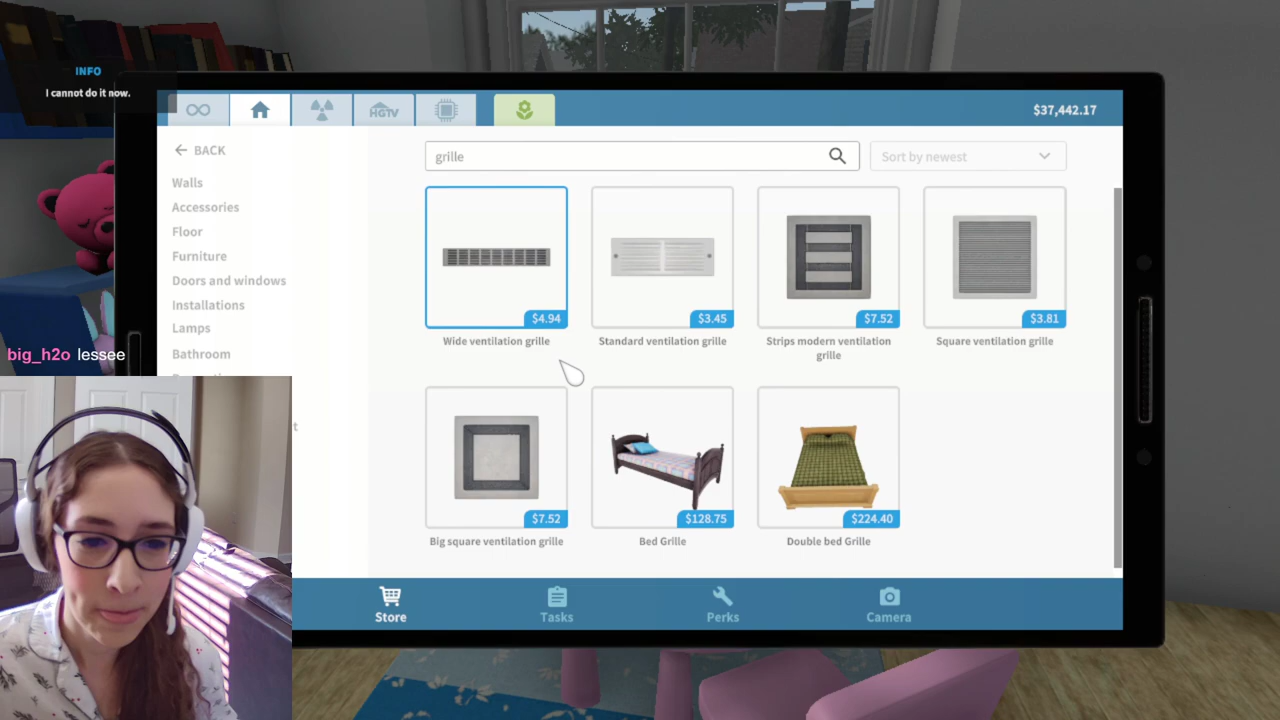 INFO
I cannot do it now.
HGTV
$37,442.17
BACK
grille
Sort by newest
Walls
Accessories
Floor
Furniture
Doors and windows
Installations
Lamps
Bathroom
$4.94
$3.45
$7.52
$3.81
Wide ventilation grille
Standard ventilation grille
Strips modern ventilation
grille
Square ventilation grille
big_h2o lessee
$7.52
$128.75
$224.40
Big square ventilation grille
Bed Grille
Double bed Grille
Store
Tasks
Perks
Camera